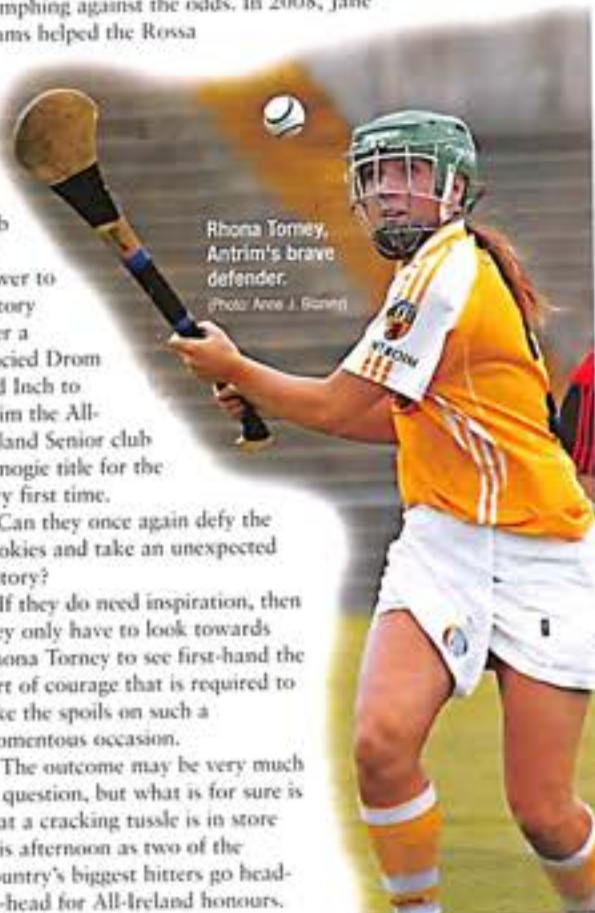 mphing against the odds. In 2008, Jane
ams helped the Rossa
b
wer to
tory
er a
cied Drom
d Inch to
im the All-
land Senior club
nogie title for the
ry first time.
Can they once again defy the
okies and take an unexpected
tory?
If they do need inspiration, then
ey only have to look towards
ona Torney to see first-hand the
rt of courage that is required to
ke the spoils on such a
omentous occasion.
The outcome may be very much
question, but what is for sure is
at a cracking tussle is in store
is afternoon as two of the
ountry's biggest hitters go head-
-head for All-Ireland honours.
Rhona Torney,
Antrim's brave
defender.
(Photo: Anne J.